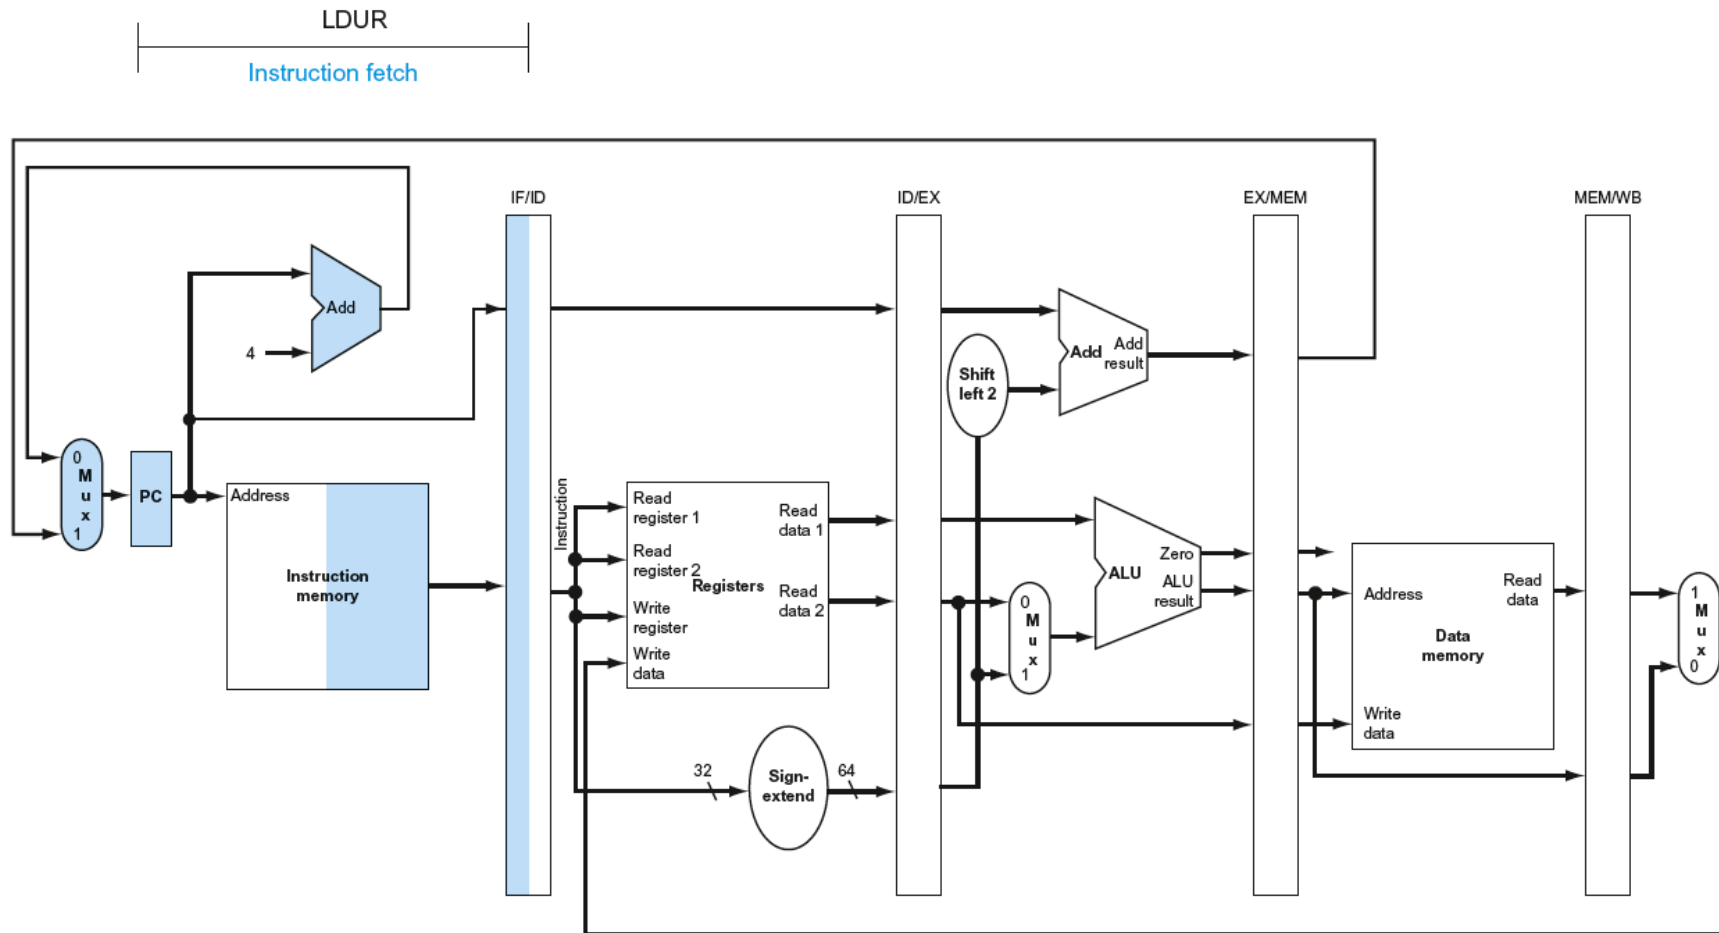 LDUR
Instruction fetch
IF/ID
ID/EX
EX/MEM
MEM/WB
Add
4
Add
Add
result
Shift
left 2
0
M
u
x
1
PC
Address
Instruction
memory
Instruction
Read
register 1
Read
register 2
Registers
Write
register
Write
data
Read
data 1
Read
data 2
0
M
u
x
1
Zero
ALU
ALU
result
Address
Read
data
Data
memory
Write
data
1
M
u
x
0
32
Sign-
extend
64